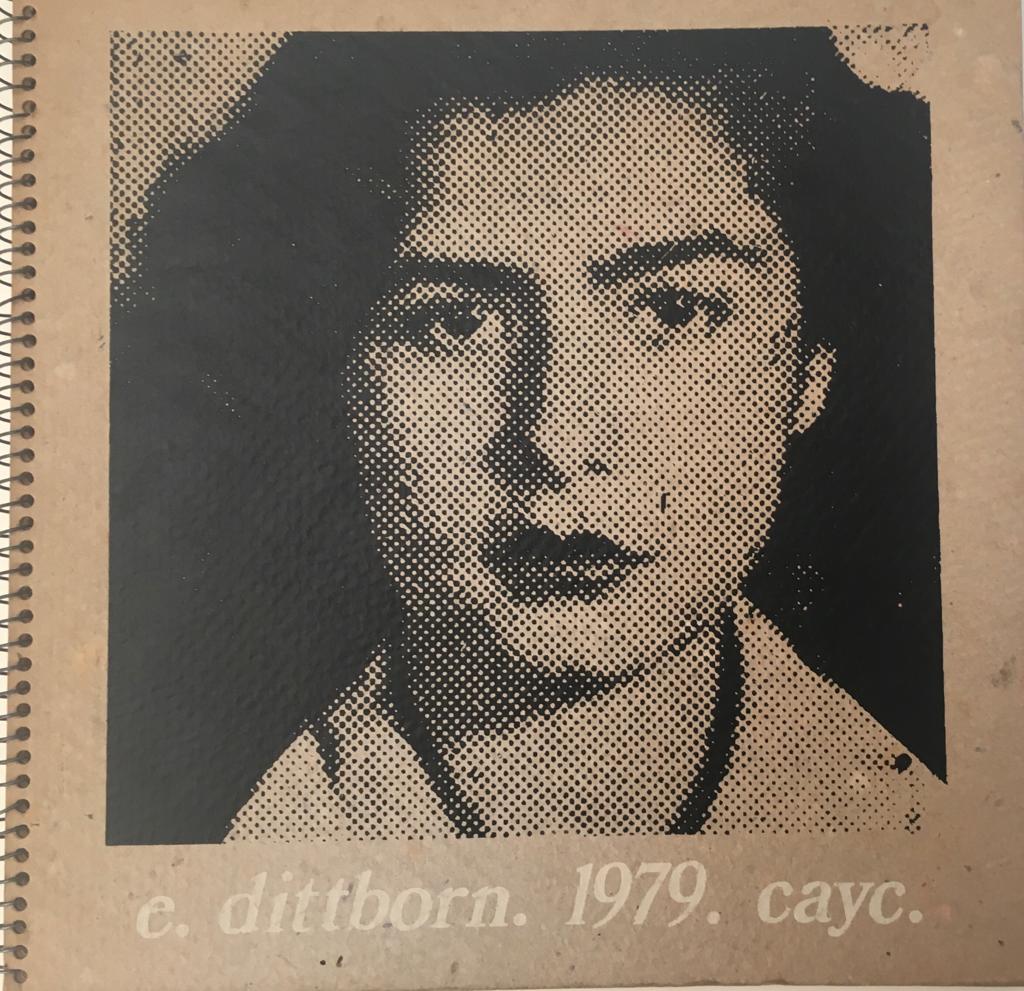 e. dittborn. 1979. cayc.